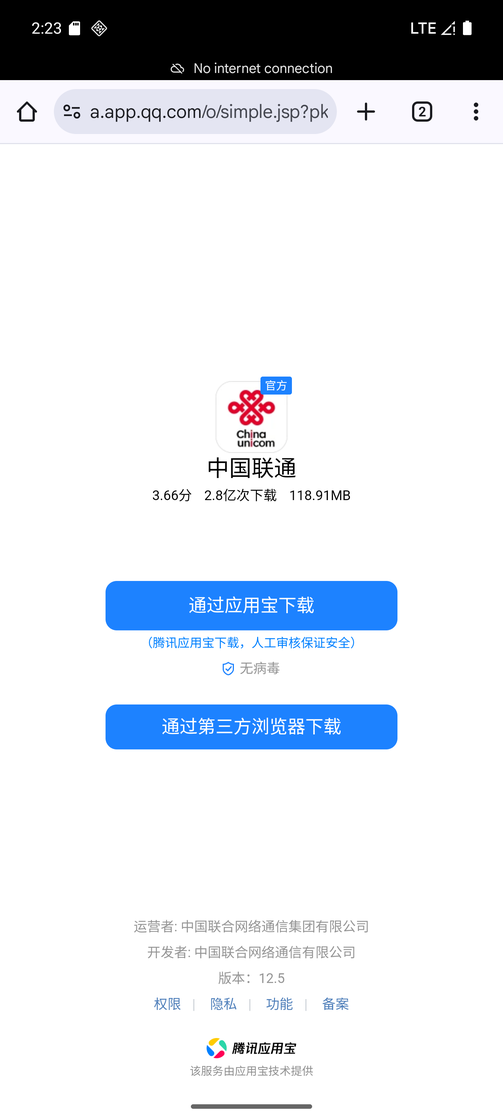 2:23 LTE
No internet connection
a.app.qq.com/o/simple.jsp?pk
2
官方
China
unicom
中国联通
3.66分 2.8亿次下载 118.91MB
通过应用宝下载
（腾讯应用宝下载，人工审核保证安全）
无病毒
通过第三方浏览器下载
运营者: 中国联合网络通信集团有限公司
开发者: 中国联合网络通信有限公司
版本： 12.5
权限 | 隐私 | 功能 | 备案
腾讯应用宝
该服务由应用宝技术提供